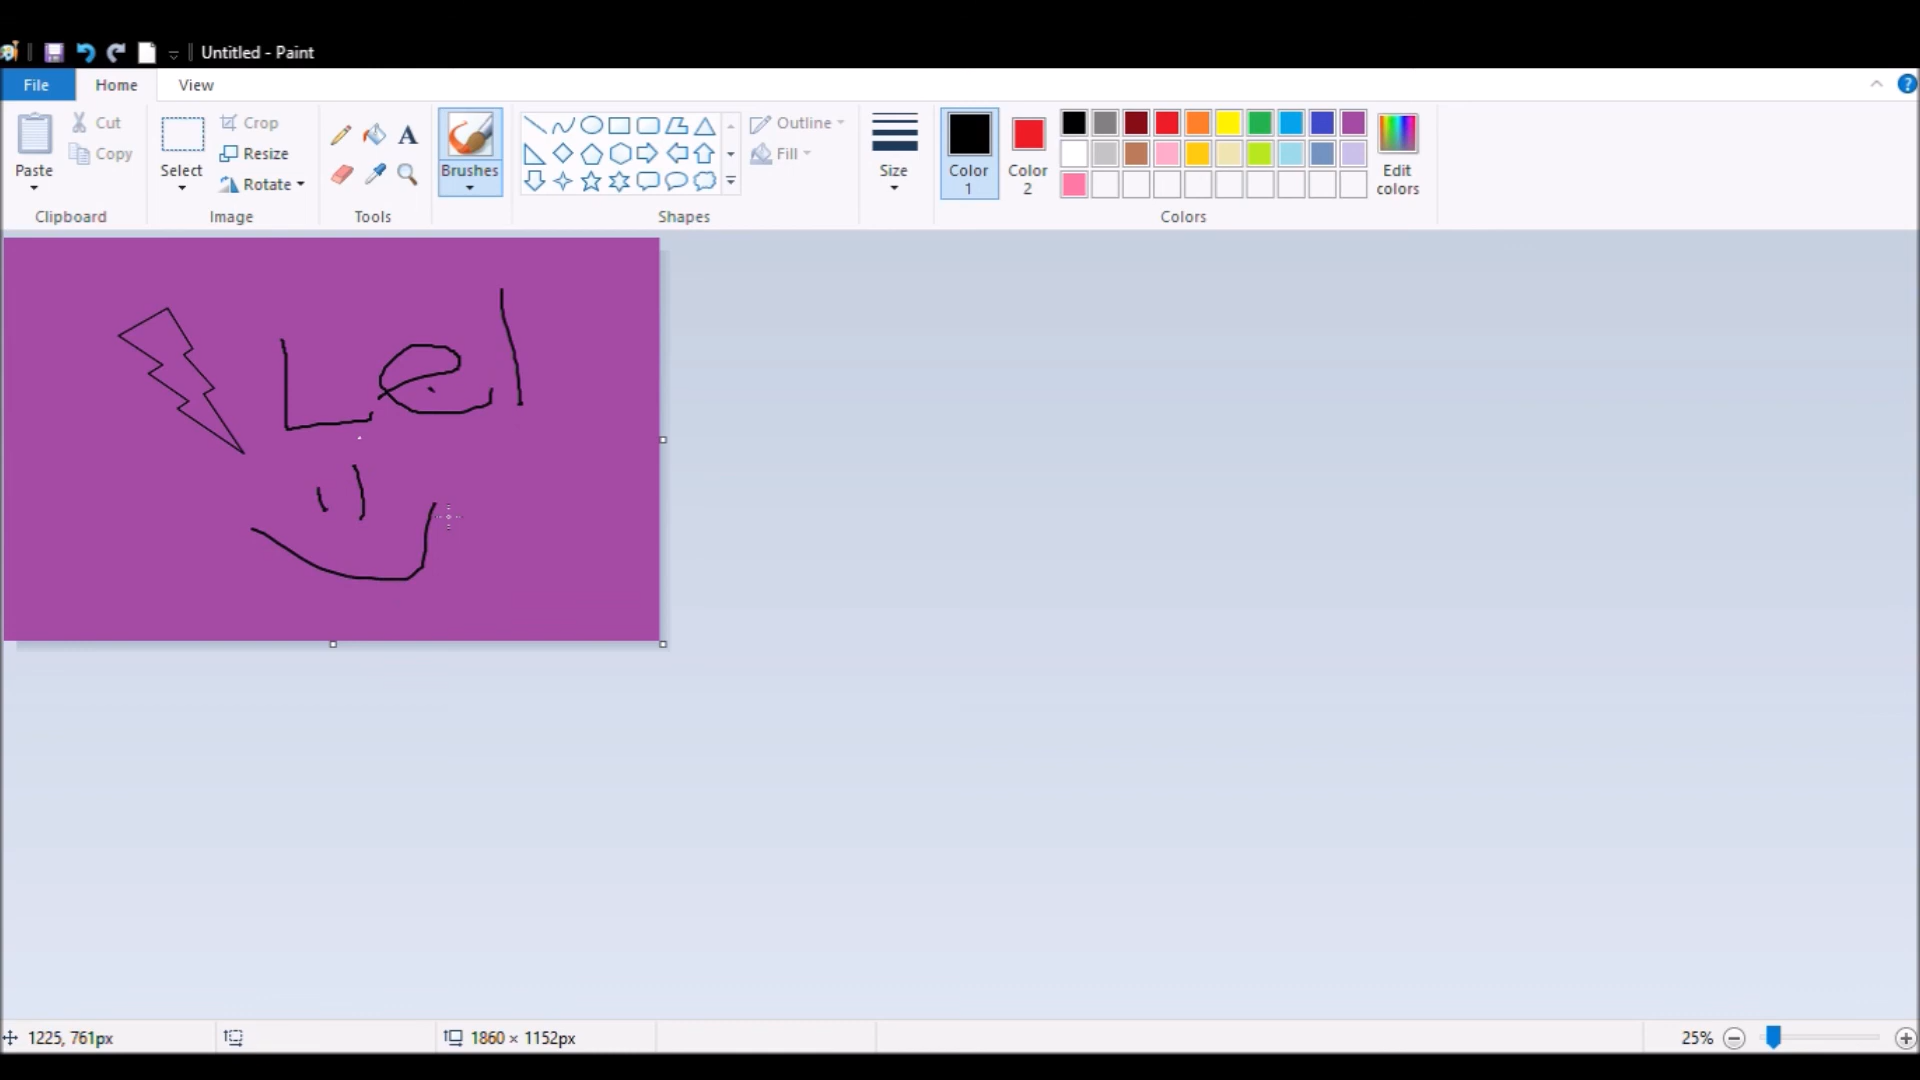 Untitled - Paint
File Home View
Paste
Cut
Copy
Clipboard
Select
Crop
Resize
Rotate
Image
Tools
Brushes
Shapes
Outline
Fill
Size
Color 1
Color 2
Edit colors
Colors
Lel
1225, 761px
1860 × 1152px
25%